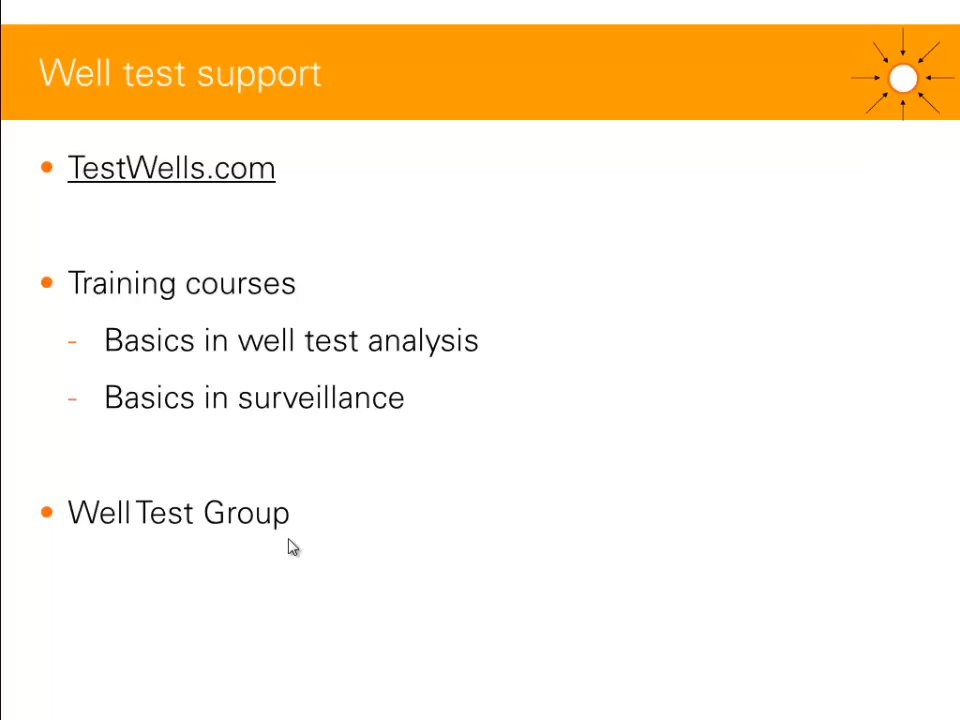 Well test support
• TestWells.com
• Training courses
- Basics in well test analysis
- Basics in surveillance
• Well Test Group